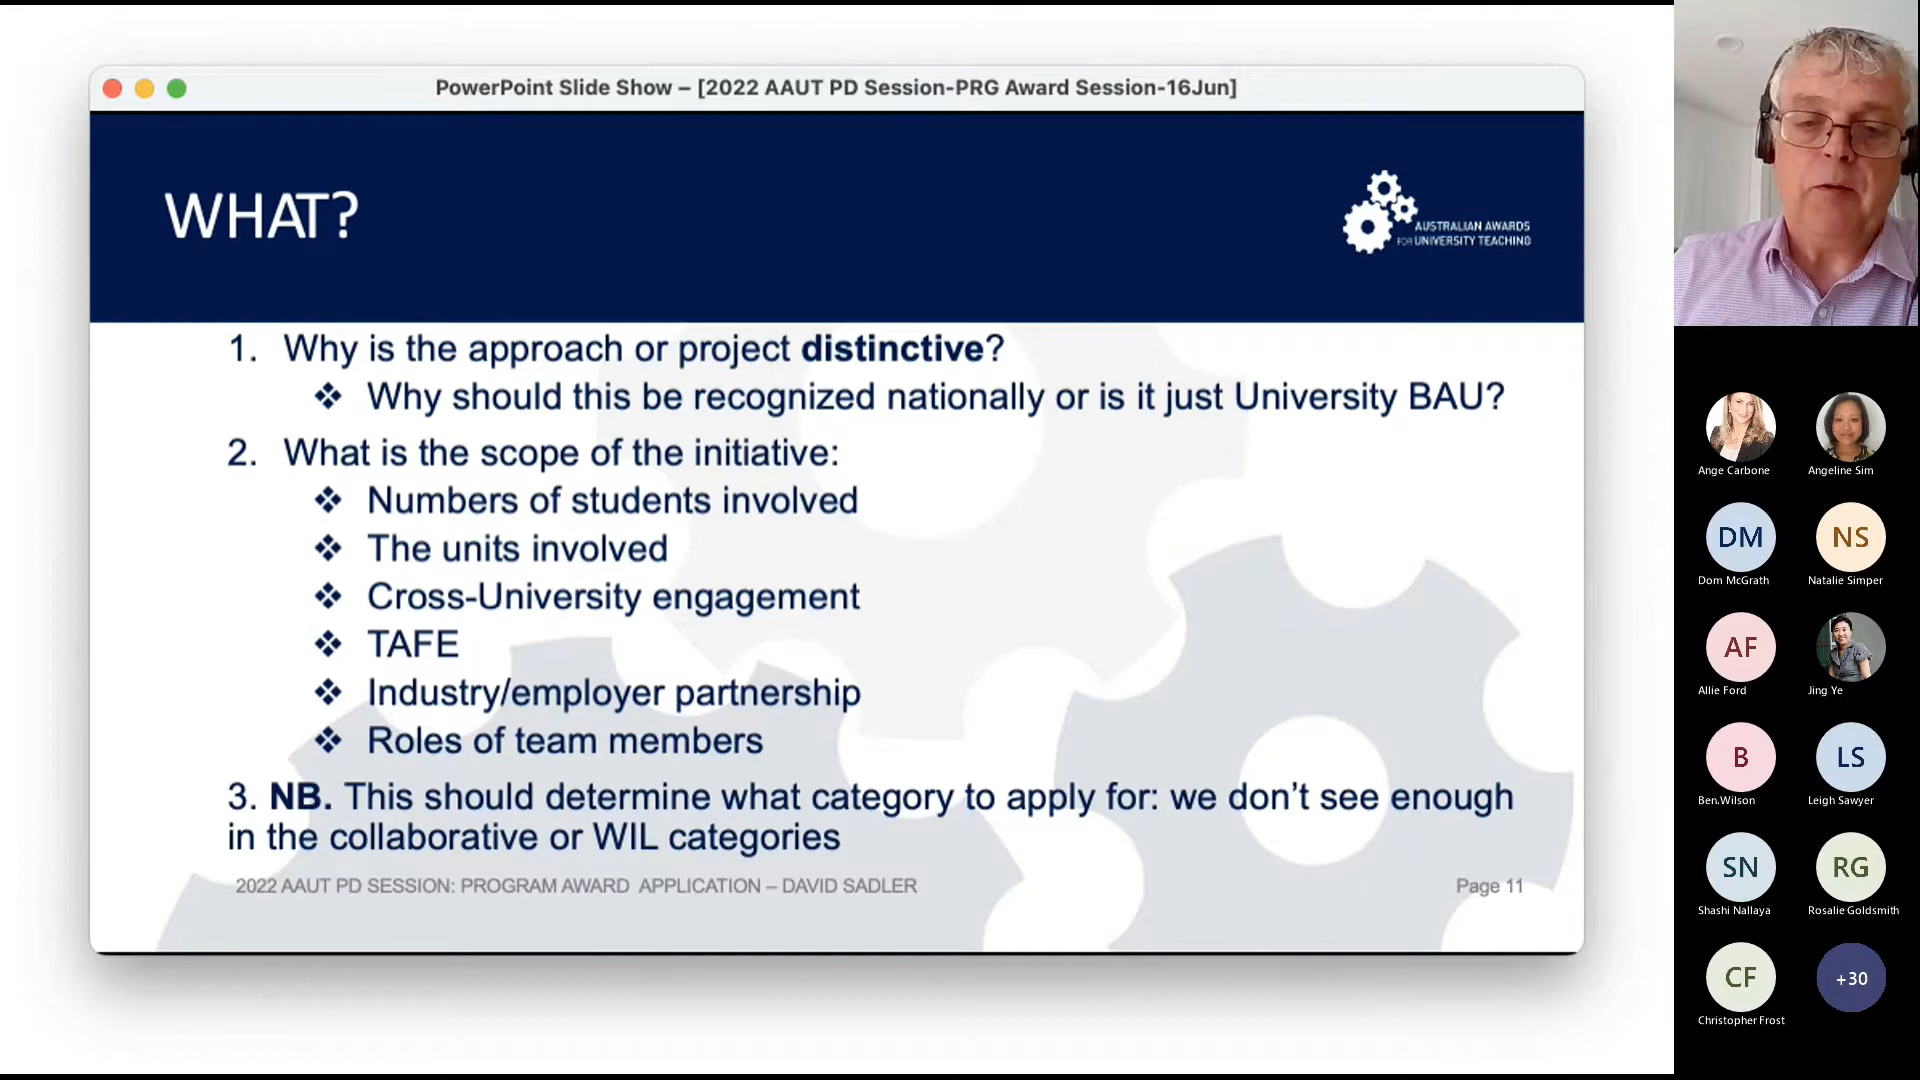 PowerPoint Slide Show – [2022 AAUT PD Session-PRG Award Session-16Jun]
WHAT?
AUSTRALIAN AWARDS
FOR UNIVERSITY TEACHING
1. Why is the approach or project distinctive?
❖ Why should this be recognized nationally or is it just University BAU?
2. What is the scope of the initiative:
❖ Numbers of students involved
❖ The units involved
❖ Cross-University engagement
❖ TAFE
❖ Industry/employer partnership
❖ Roles of team members
3. NB. This should determine what category to apply for: we don’t see enough
in the collaborative or WIL categories
2022 AAUT PD SESSION: PROGRAM AWARD APPLICATION – DAVID SADLER
Page 11
Ange Carbone
Angeline Sim
DM
NS
Dom McGrath
Natalie Simper
AF
Allie Ford
Jing Ye
B
LS
Ben.Wilson
Leigh Sawyer
SN
RG
Shashi Nallaya
Rosalie Goldsmith
CF
+30
Christopher Frost